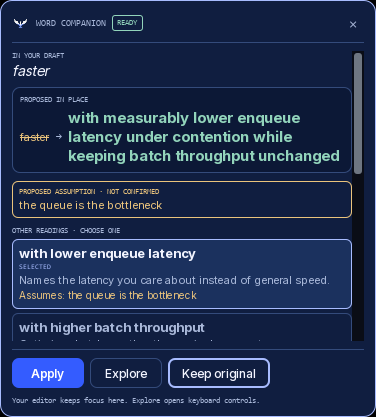 WORD COMPANION READY ×
IN YOUR DRAFT
faster
PROPOSED IN PLACE
faster → with measurably lower enqueue
latency under contention while
keeping batch throughput unchanged
PROPOSED ASSUMPTION · NOT CONFIRMED
the queue is the bottleneck
OTHER READINGS · CHOOSE ONE
with lower enqueue latency
SELECTED
Names the latency you care about instead of general speed.
Assumes: the queue is the bottleneck
with higher batch throughput
Apply Explore Keep original
Your editor keeps focus here. Explore opens keyboard controls.